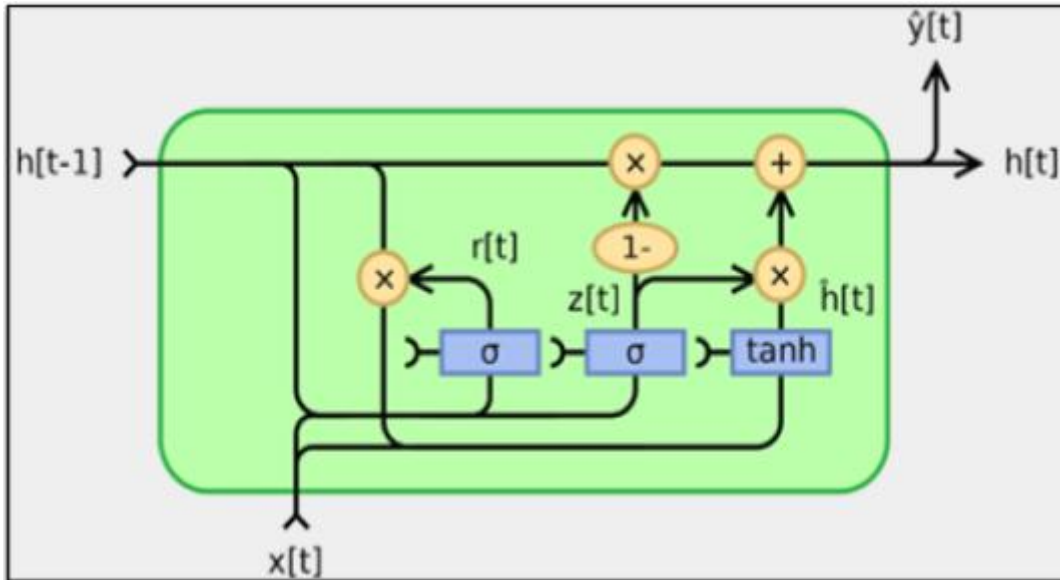 ŷ[t]
h[t-1]
×
+
h[t]
r[t]
1-
×
z[t]
×
ĥ[t]
σ
σ
tanh
x[t]